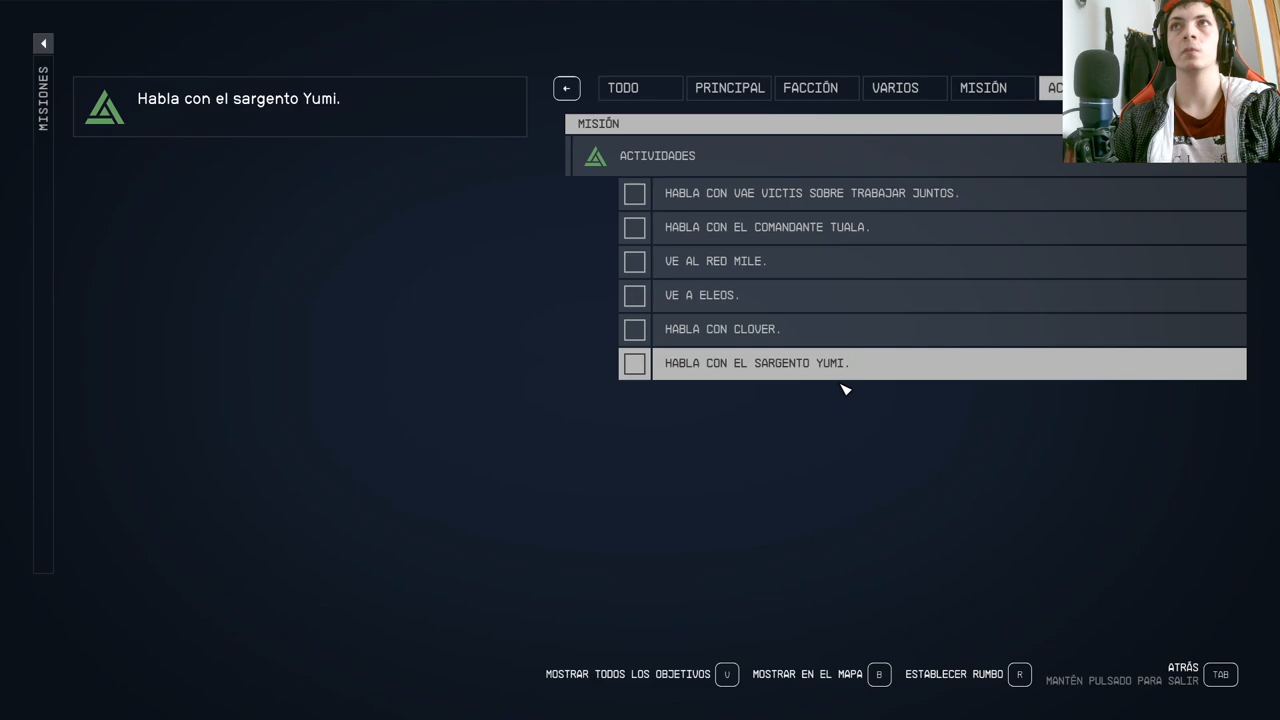 MISIONES
Habla con el sargento Yumi.
←
TODO
PRINCIPAL
FACCIÓN
VARIOS
MISIÓN
MISIÓN
ACTIVIDADES
HABLA CON VAE VICTIS SOBRE TRABAJAR JUNTOS.
HABLA CON EL COMANDANTE TUALA.
VE AL RED MILE.
VE A ELEOS.
HABLA CON CLOVER.
HABLA CON EL SARGENTO YUMI.
MOSTRAR TODOS LOS OBJETIVOS U
MOSTRAR EN EL MAPA B
ESTABLECER RUMBO R
ATRÁS TAB
MANTÉN PULSADO PARA SALIR